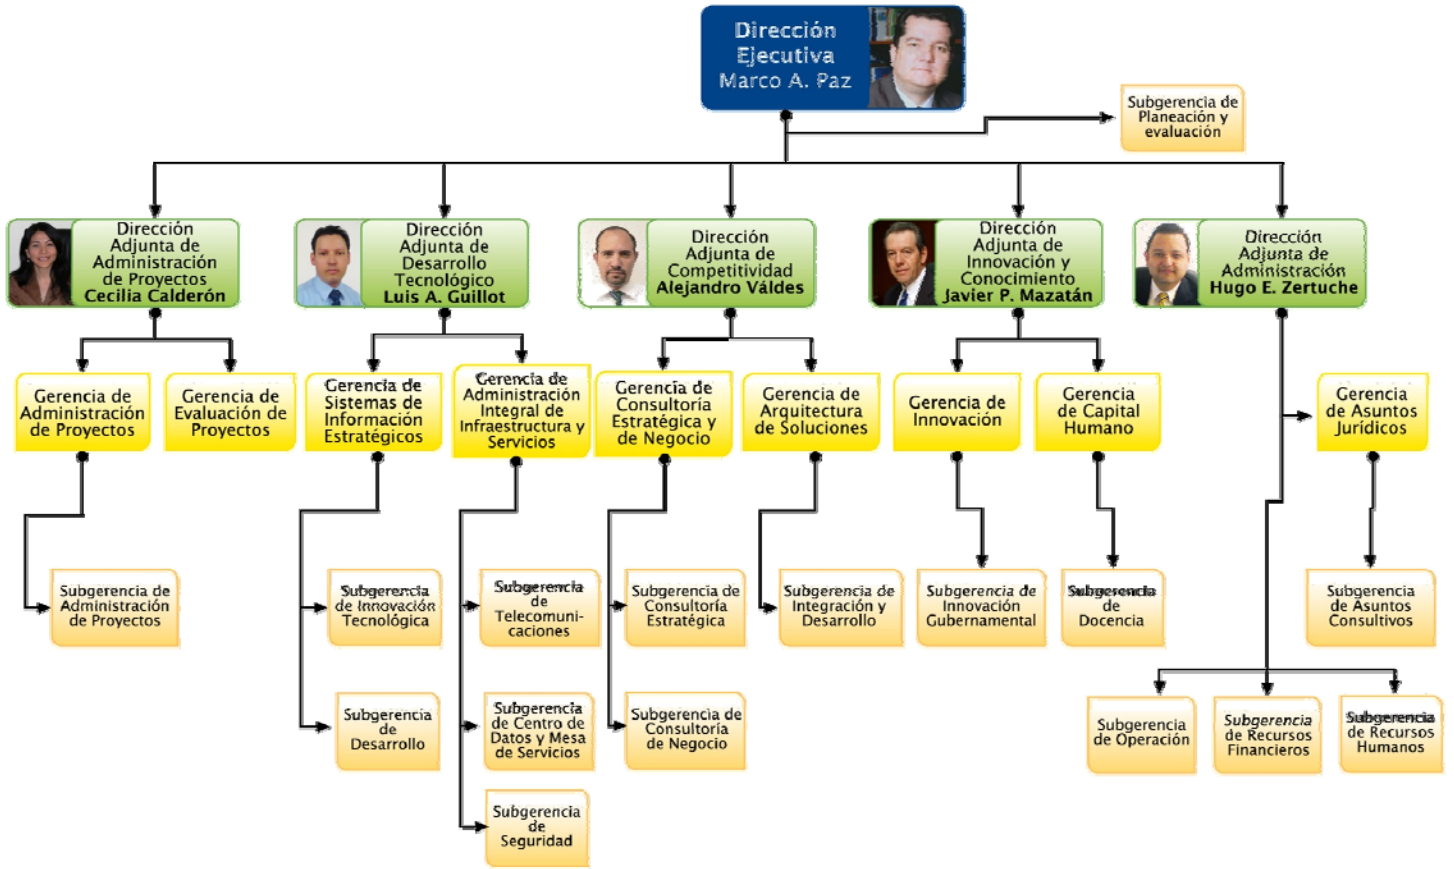 Dirección
Ejecutiva
Marco A. Paz
Subgerencia de
Planeación y
evaluación
Dirección
Adjunta de
Administración
de Proyectos
Cecilia Calderón
Dirección
Adjunta de
Desarrollo
Tecnológico
Luis A. Guillot
Dirección
Adjunta de
Competitividad
Alejandro Váldes
Dirección
Adjunta de
Innovación y
Conocimiento
Javier P. Mazatán
Dirección
Adjunta de
Administración
Hugo E. Zertuche
Gerencia de
Administración
de Proyectos
Gerencia de
Evaluación de
Proyectos
Gerencia de
Sistemas de
Información
Estratégicos
Gerencia de
Administración
Integral de
Infraestructura y
Servicios
Gerencia de
Consultoría
Estratégica y
de Negocio
Gerencia de
Arquitectura
de Soluciones
Gerencia de
Innovación
Gerencia
de Capital
Humano
Gerencia
de Asuntos
Jurídicos
Subgerencia de
Administración
de Proyectos
Subgerencia
de Innovación
Tecnológica
Subgerencia
de
Telecomuni-
caciones
Subgerencia de
Consultoría
Estratégica
Subgerencia de
Integración y
Desarrollo
Subgerencia de
Innovación
Gubernamental
Subgerencia
de
Docencia
Subgerencia
de Asuntos
Consultivos
Subgerencia
de
Desarrollo
Subgerencia
de Centro de
Datos y Mesa
de Servicios
Subgerencia de
Consultoría
de Negocio
Subgerencia
de Operación
Subgerencia
de Recursos
Financieros
Subgerencia
de Recursos
Humanos
Subgerencia
de
Seguridad